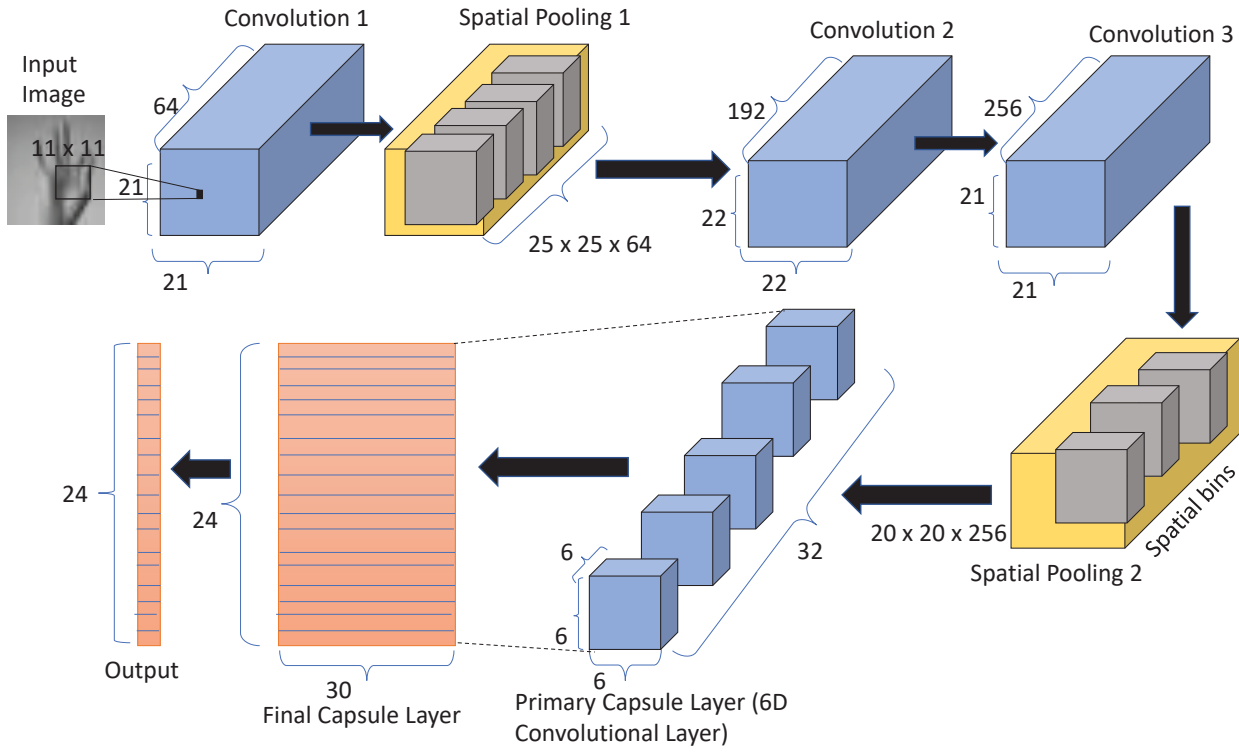 Convolution 1
Spatial Pooling 1
Convolution 2
Convolution 3
Input
Image
64
192
256
11 x 11
21
22
21
25 x 25 x 64
21
22
21
24
24
32
20 x 20 x 256
Spatial bins
Spatial Pooling 2
6
6
6
Output
30
Final Capsule Layer
Primary Capsule Layer (6D
Convolutional Layer)